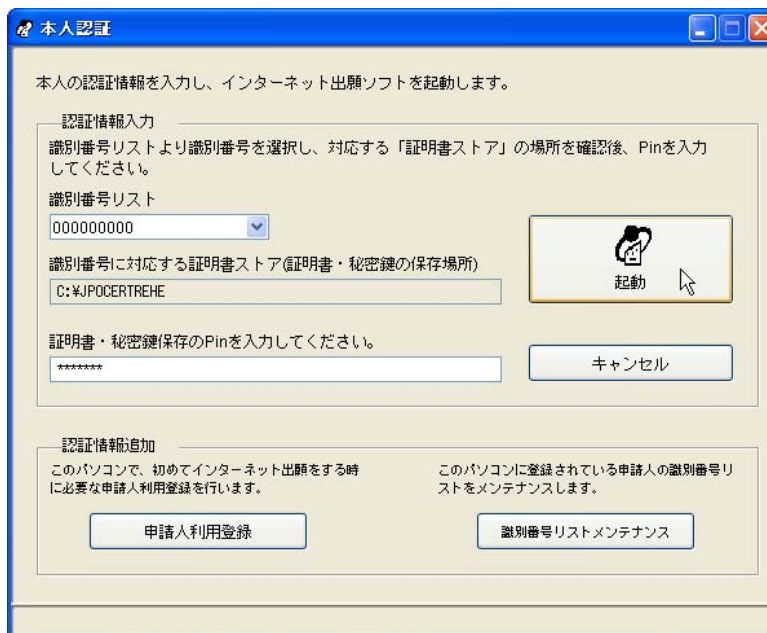 本人認証
本人の認証情報を入力し、インターネット出願ソフトを起動します。
認証情報入力
識別番号リストより識別番号を選択し、対応する「証明書ストア」の場所を確認後、Pinを入力
してください。
識別番号リスト
000000000
識別番号に対応する証明書ストア(証明書・秘密鍵の保存場所)
C:¥JPOCERTREHE
起動
証明書・秘密鍵保存のPinを入力してください。
*******
キャンセル
認証情報追加
このパソコンで、初めてインターネット出願をする時
に必要な申請人利用登録を行います。
申請人利用登録
このパソコンに登録されている申請人の識別番号リ
ストをメンテナンスします。
識別番号リストメンテナンス